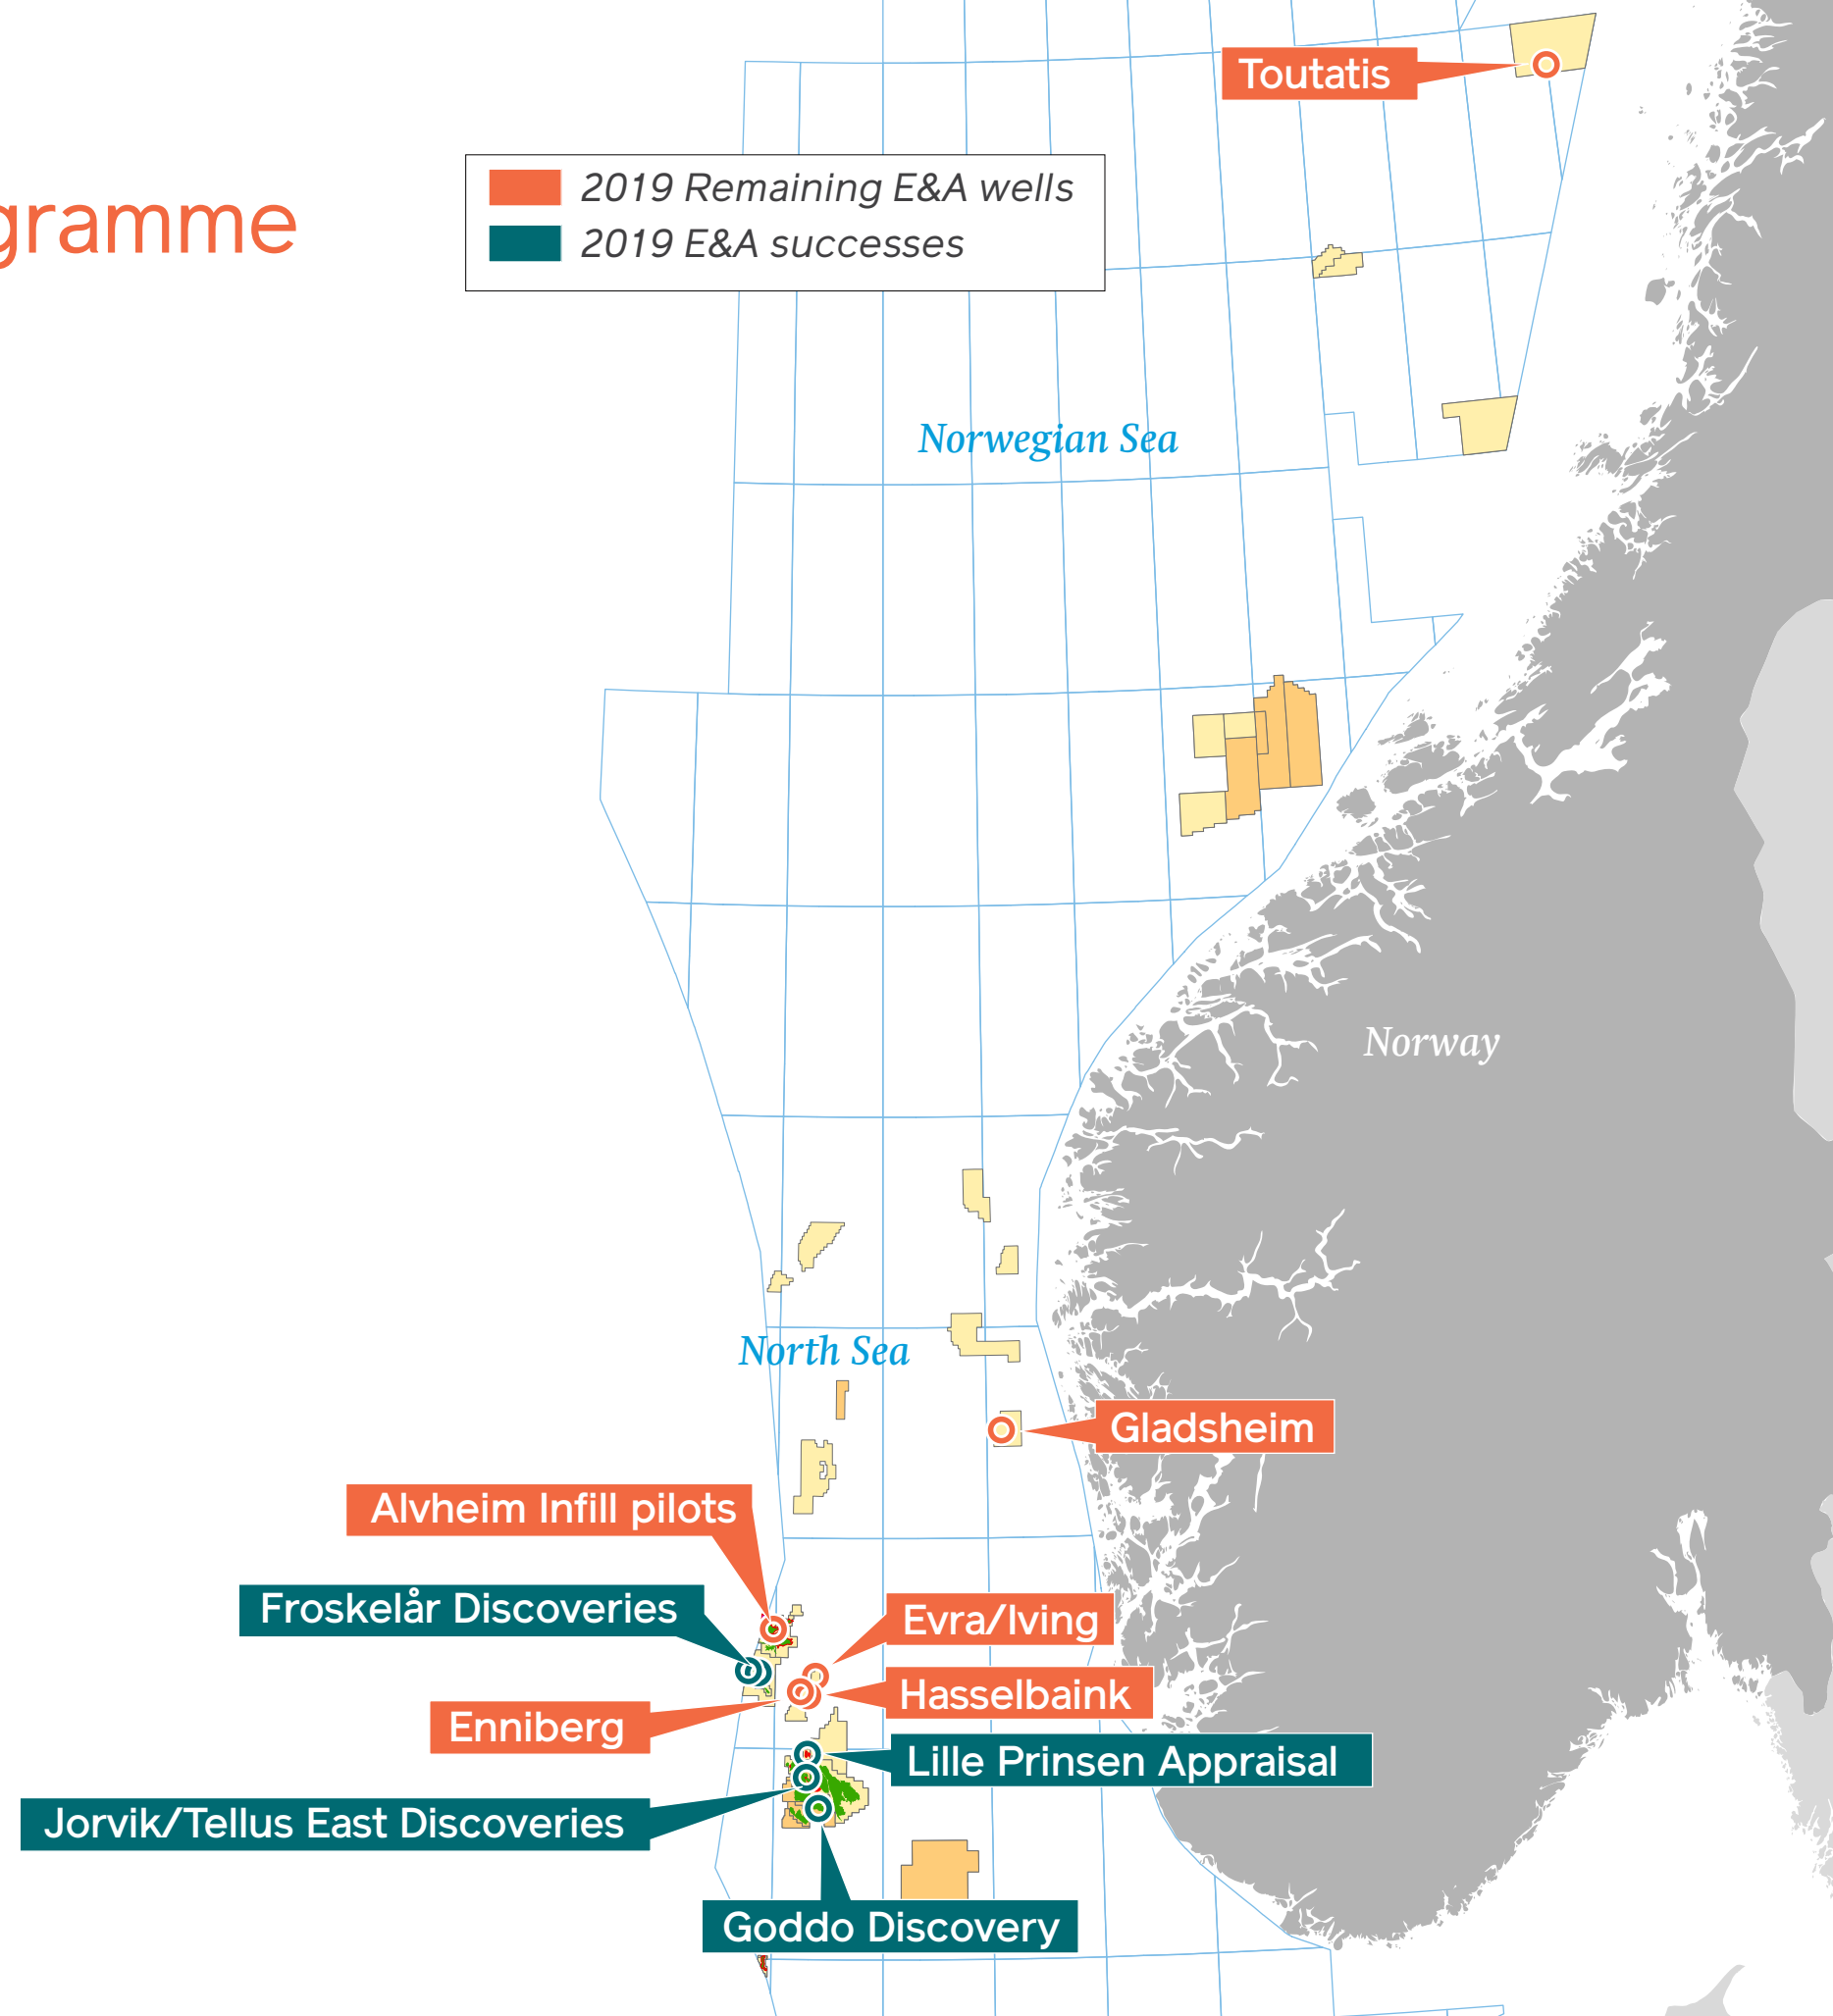 Toutatis
2019 Remaining E&A wells
gramme
2019 E&A successes
Norwegian Sea
Norway
North Sea
Gladsheim
Alvheim Infill pilots
Froskelår Discoveries
Evra/Iving
Hasselbaink
Enniberg
Lille Prinsen Appraisal
Jorvik/Tellus East Discoveries
Goddo Discovery